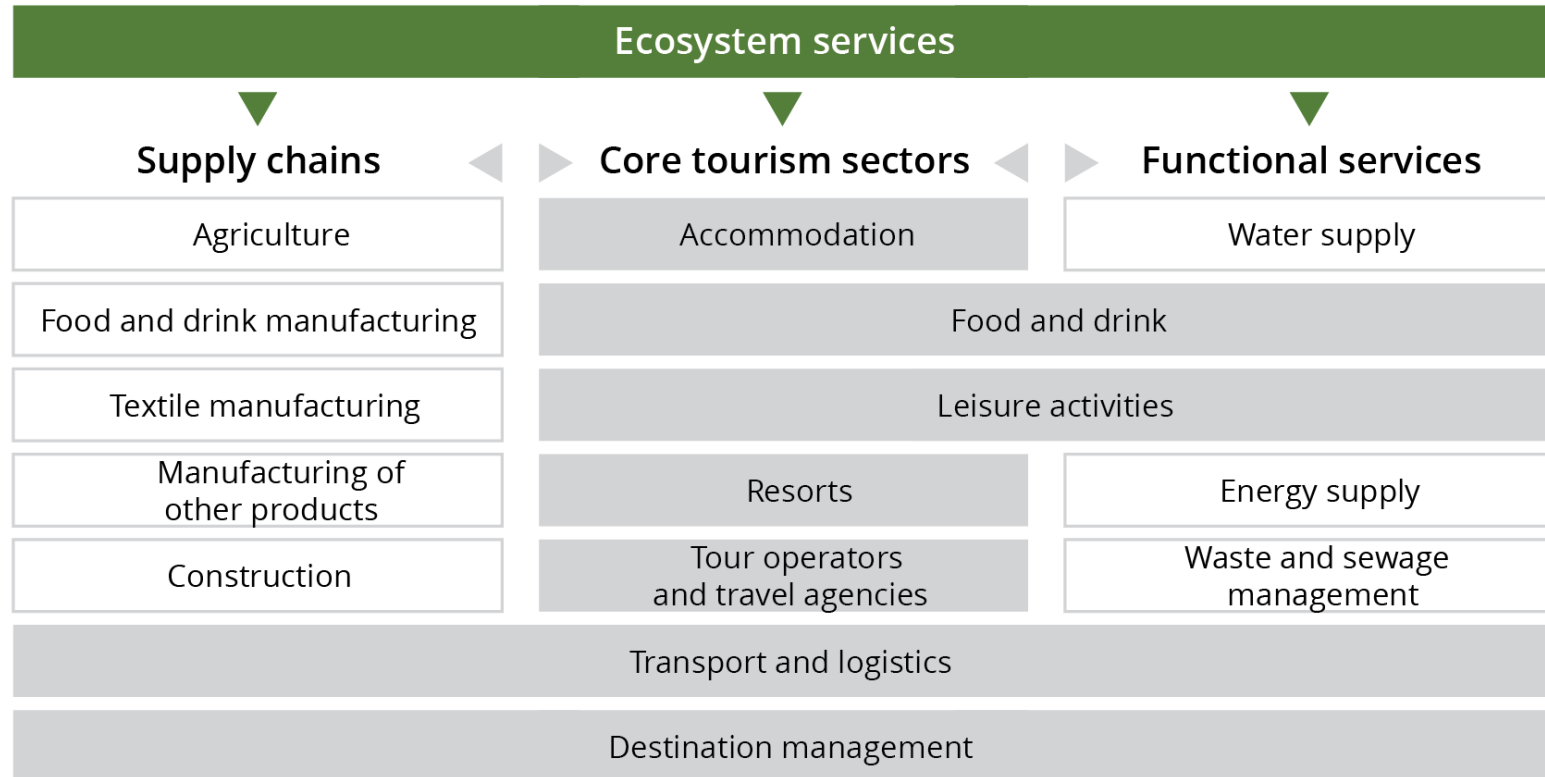 Ecosystem services
Supply chains
Core tourism sectors
Functional services
Agriculture
Accommodation
Water supply
Food and drink manufacturing
Food and drink
Textile manufacturing
Leisure activities
Manufacturing of
other products
Resorts
Energy supply
Construction
Tour operators
and travel agencies
Waste and sewage
management
Transport and logistics
Destination management